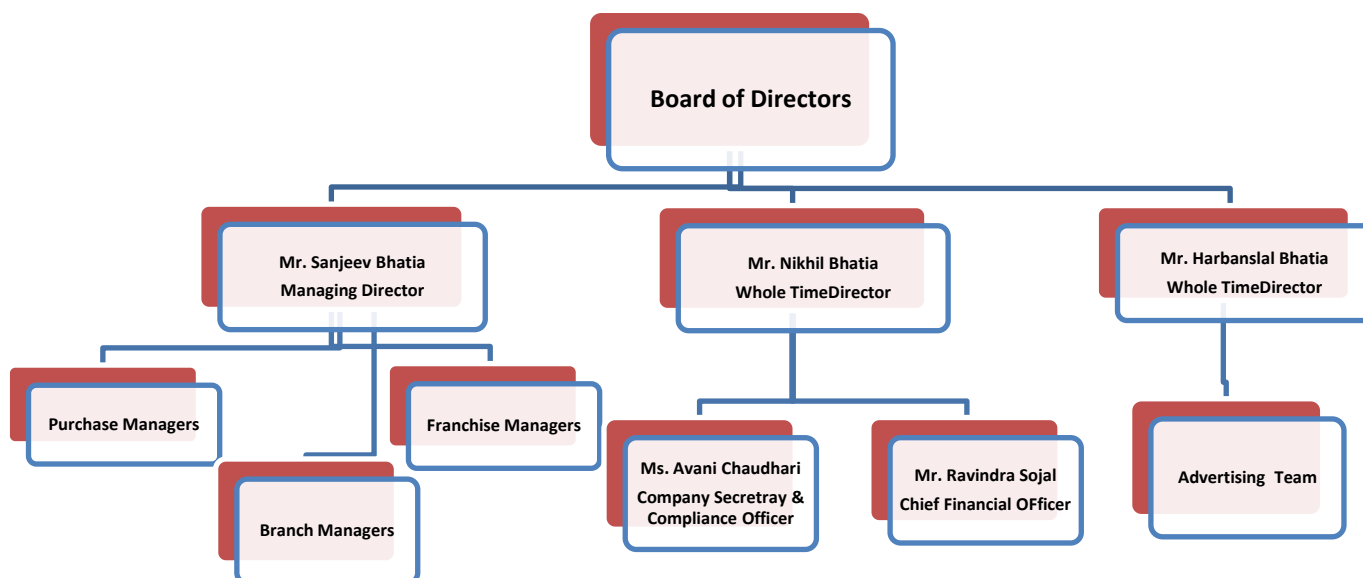 Board of Directors
Mr. Sanjeev Bhatia
Managing Director
Mr. Nikhil Bhatia
Whole TimeDirector
Mr. Harbanslal Bhatia
Whole TimeDirector
Purchase Managers
Branch Managers
Franchise Managers
Ms. Avani Chaudhari
Company Secretray &
Compliance Officer
Mr. Ravindra Sojal
Chief Financial OFficer
Advertising Team